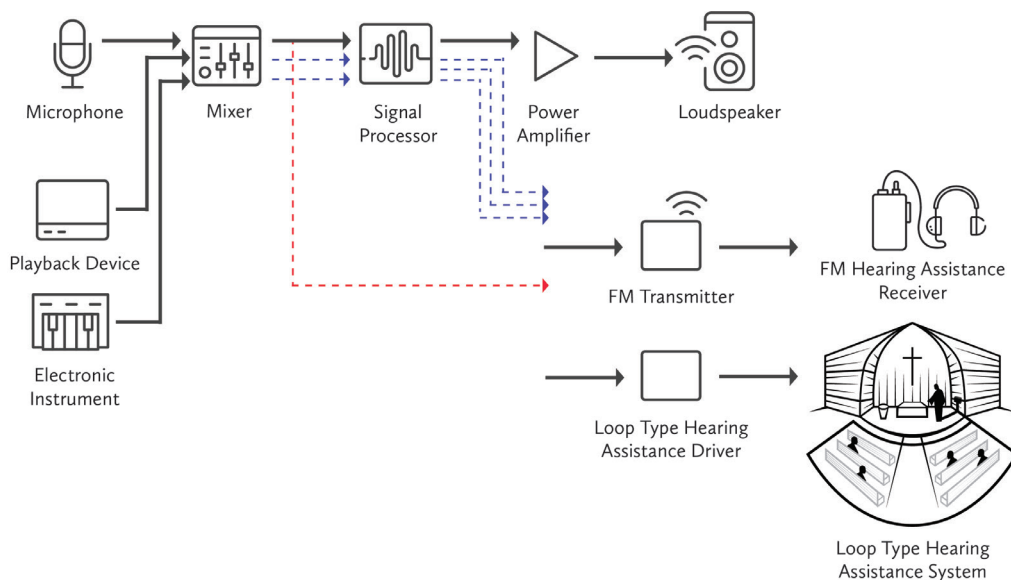 Microphone
Mixer
Signal
Processor
Power
Amplifier
Loudspeaker
Playback Device
FM Transmitter
FM Hearing Assistance
Receiver
Electronic
Instrument
Loop Type Hearing
Assistance Driver
Loop Type Hearing
Assistance System